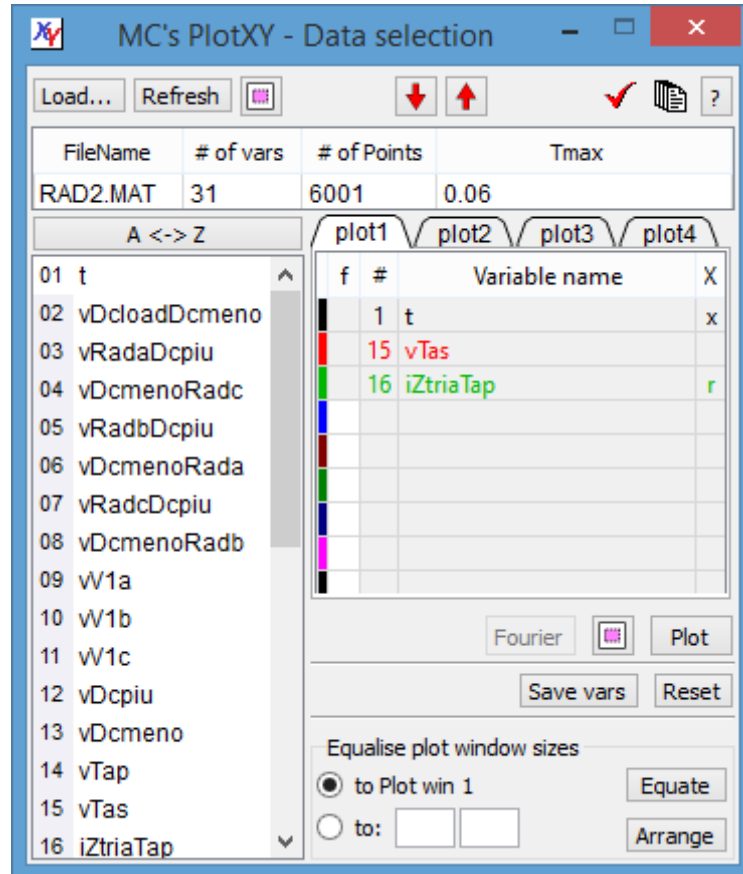 MC's PlotXY - Data selection
Load... Refresh ?
FileName # of vars # of Points Tmax
RAD2.MAT 31 6001 0.06
A <-> Z
plot1 plot2 plot3 plot4
f # Variable name X
1 t x
15 vTas
16 iZtriaTap r
01 t
02 vDcloadDcmeno
03 vRadaDcpiu
04 vDcmenoRadc
05 vRadbDcpiu
06 vDcmenoRada
07 vRadcDcpiu
08 vDcmenoRadb
09 vV1a
10 vV1b
11 vV1c
12 vDcpiu
13 vDcmeno
14 vTap
15 vTas
16 iZtriaTap
Fourier Plot
Save vars Reset
Equalise plot window sizes
to Plot win 1 Equate
to: Arrange